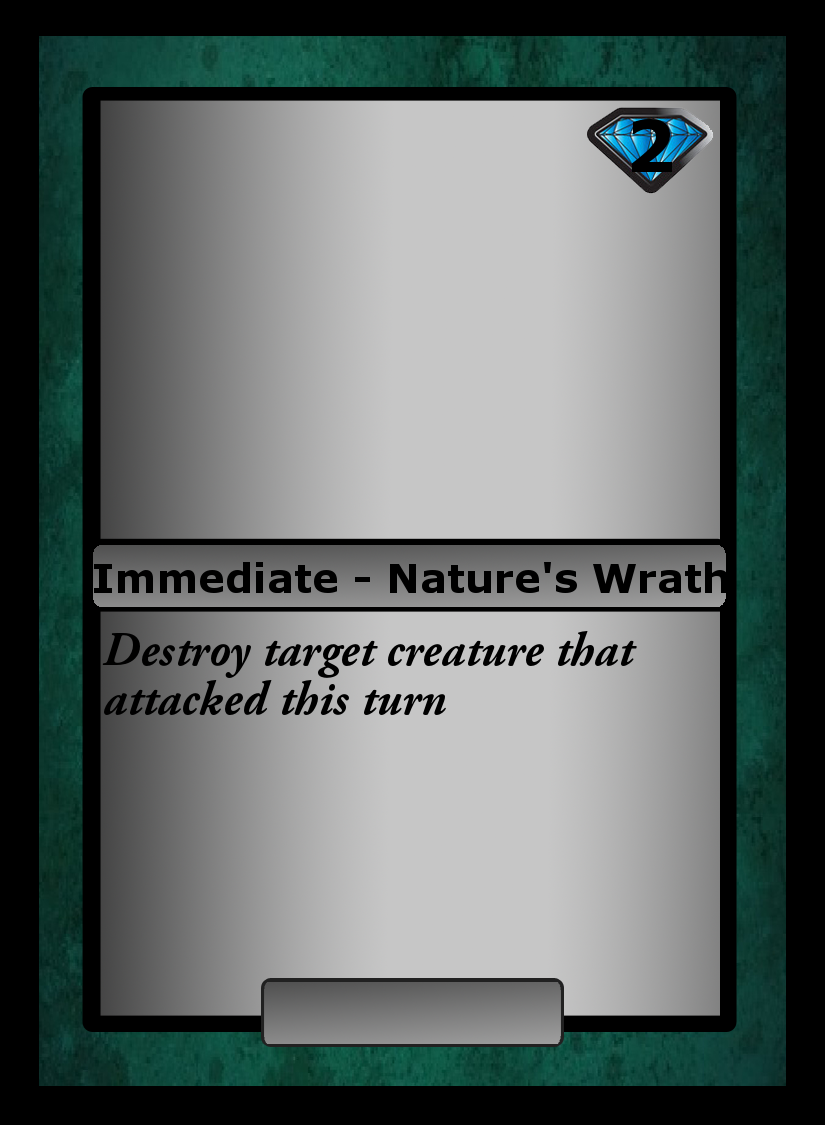 2
Immediate - Nature's Wrath
Destroy target creature that
attacked this turn